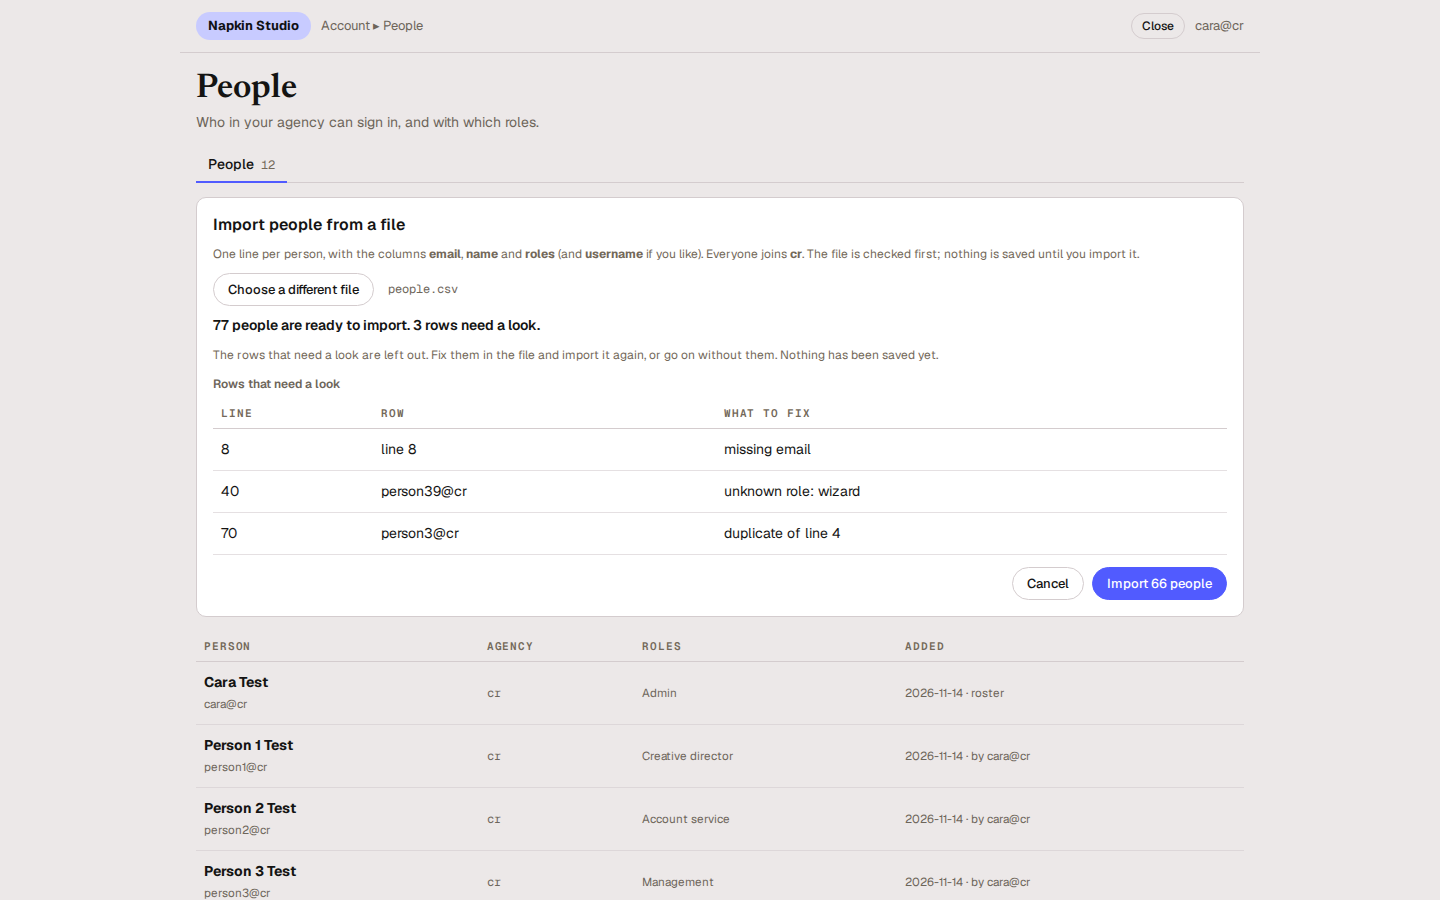 Napkin Studio Account ▸ People Close cara@cr
People
Who in your agency can sign in, and with which roles.
People 12
Import people from a file
One line per person, with the columns email, name and roles (and username if you like). Everyone joins cr. The file is checked first; nothing is saved until you import it.
Choose a different file people.csv
77 people are ready to import. 3 rows need a look.
The rows that need a look are left out. Fix them in the file and import it again, or go on without them. Nothing has been saved yet.
Rows that need a look
LINE ROW WHAT TO FIX
8 line 8 missing email
40 person39@cr unknown role: wizard
70 person3@cr duplicate of line 4
Cancel Import 66 people
PERSON AGENCY ROLES ADDED
Cara Test
cara@cr cr Admin 2026-11-14 · roster
Person 1 Test
person1@cr cr Creative director 2026-11-14 · by cara@cr
Person 2 Test
person2@cr cr Account service 2026-11-14 · by cara@cr
Person 3 Test
person3@cr cr Management 2026-11-14 · by cara@cr